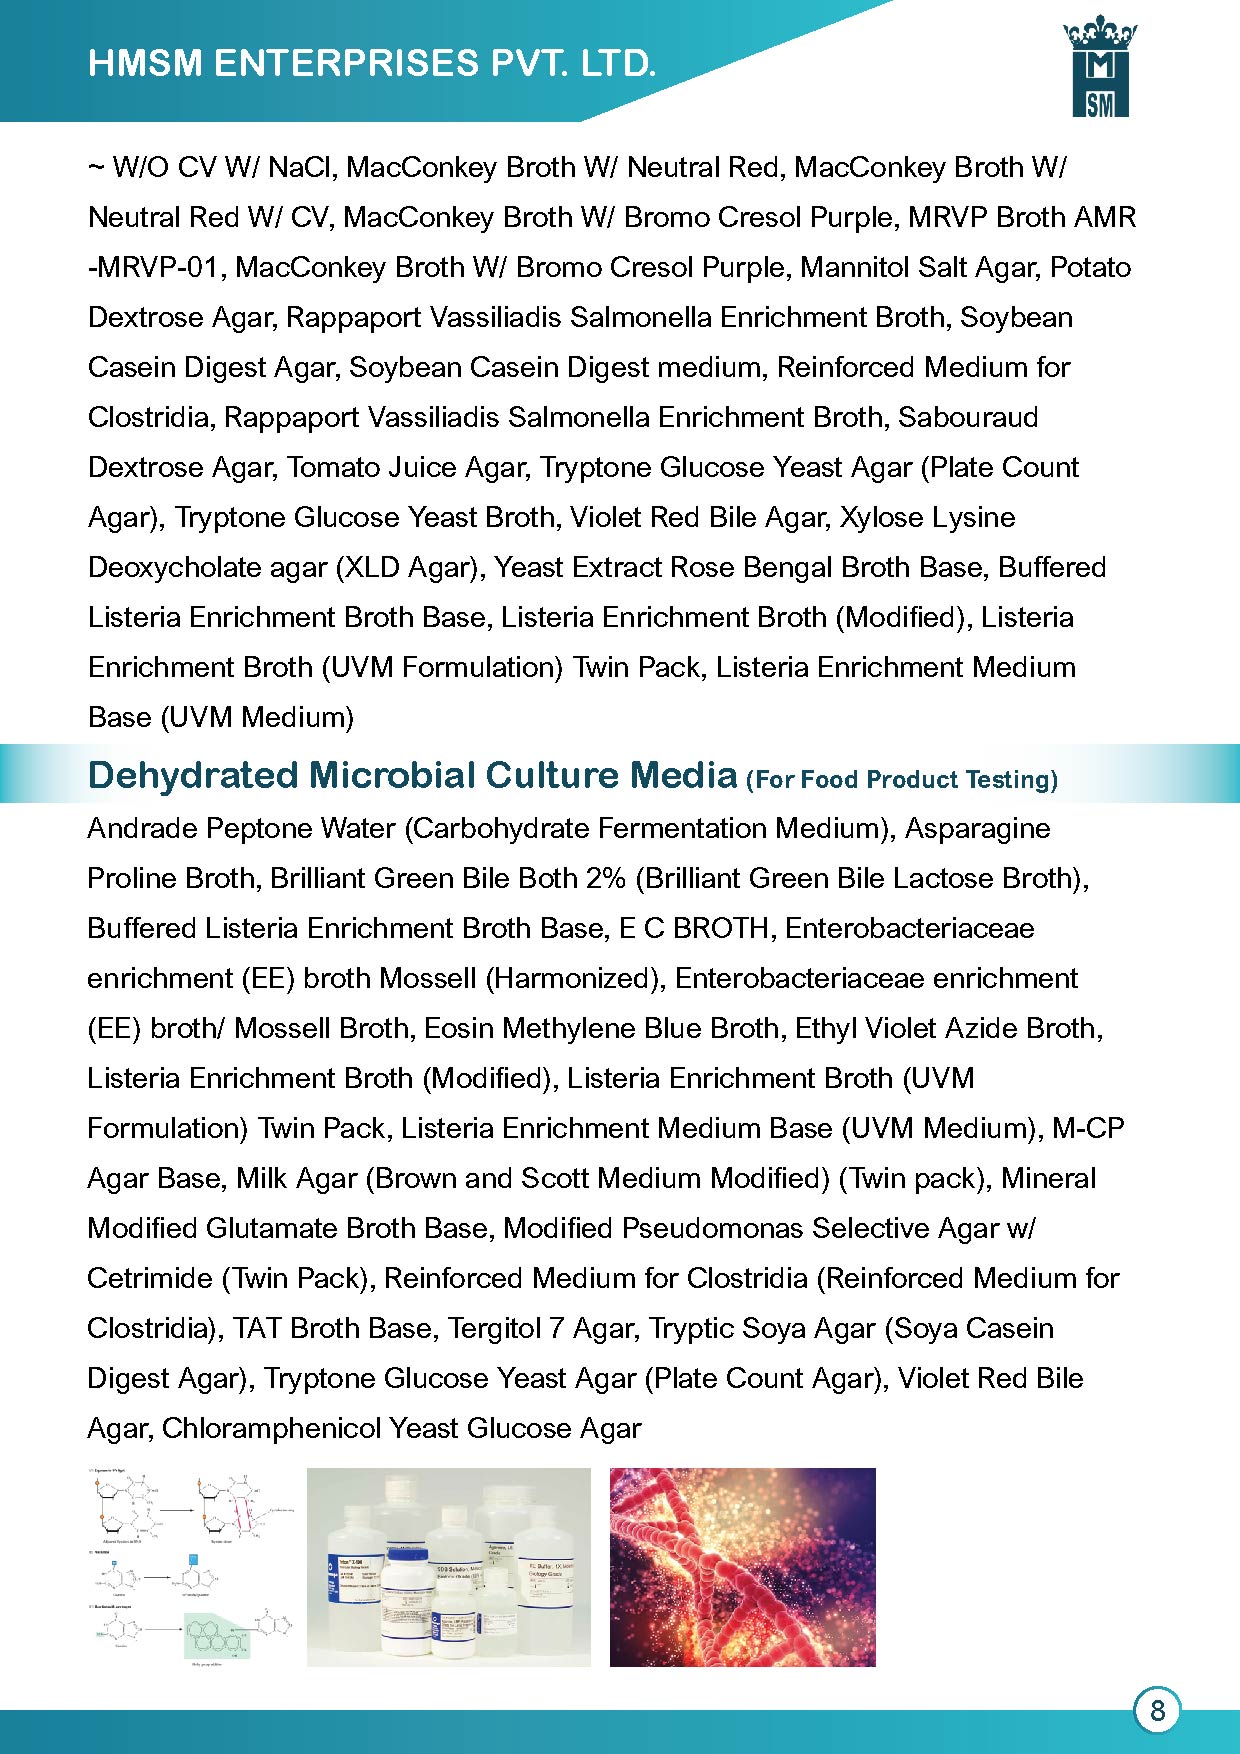 HMSM ENTERPRISES PVT. LTD.
M
SM
~ W/O CV W/ NaCl, MacConkey Broth W/ Neutral Red, MacConkey Broth W/
Neutral Red W/ CV, MacConkey Broth W/ Bromo Cresol Purple, MRVP Broth AMR
-MRVP-01, MacConkey Broth W/ Bromo Cresol Purple, Mannitol Salt Agar, Potato
Dextrose Agar, Rappaport Vassiliadis Salmonella Enrichment Broth, Soybean
Casein Digest Agar, Soybean Casein Digest medium, Reinforced Medium for
Clostridia, Rappaport Vassiliadis Salmonella Enrichment Broth, Sabouraud
Dextrose Agar, Tomato Juice Agar, Tryptone Glucose Yeast Agar (Plate Count
Agar), Tryptone Glucose Yeast Broth, Violet Red Bile Agar, Xylose Lysine
Deoxycholate agar (XLD Agar), Yeast Extract Rose Bengal Broth Base, Buffered
Listeria Enrichment Broth Base, Listeria Enrichment Broth (Modified), Listeria
Enrichment Broth (UVM Formulation) Twin Pack, Listeria Enrichment Medium
Base (UVM Medium)
Dehydrated Microbial Culture Media (For Food Product Testing)
Andrade Peptone Water (Carbohydrate Fermentation Medium), Asparagine
Proline Broth, Brilliant Green Bile Both 2% (Brilliant Green Bile Lactose Broth),
Buffered Listeria Enrichment Broth Base, E C BROTH, Enterobacteriaceae
enrichment (EE) broth Mossell (Harmonized), Enterobacteriaceae enrichment
(EE) broth/ Mossell Broth, Eosin Methylene Blue Broth, Ethyl Violet Azide Broth,
Listeria Enrichment Broth (Modified), Listeria Enrichment Broth (UVM
Formulation) Twin Pack, Listeria Enrichment Medium Base (UVM Medium), M-CP
Agar Base, Milk Agar (Brown and Scott Medium Modified) (Twin pack), Mineral
Modified Glutamate Broth Base, Modified Pseudomonas Selective Agar w/
Cetrimide (Twin Pack), Reinforced Medium for Clostridia (Reinforced Medium for
Clostridia), TAT Broth Base, Tergitol 7 Agar, Tryptic Soya Agar (Soya Casein
Digest Agar), Tryptone Glucose Yeast Agar (Plate Count Agar), Violet Red Bile
Agar, Chloramphenicol Yeast Glucose Agar
8